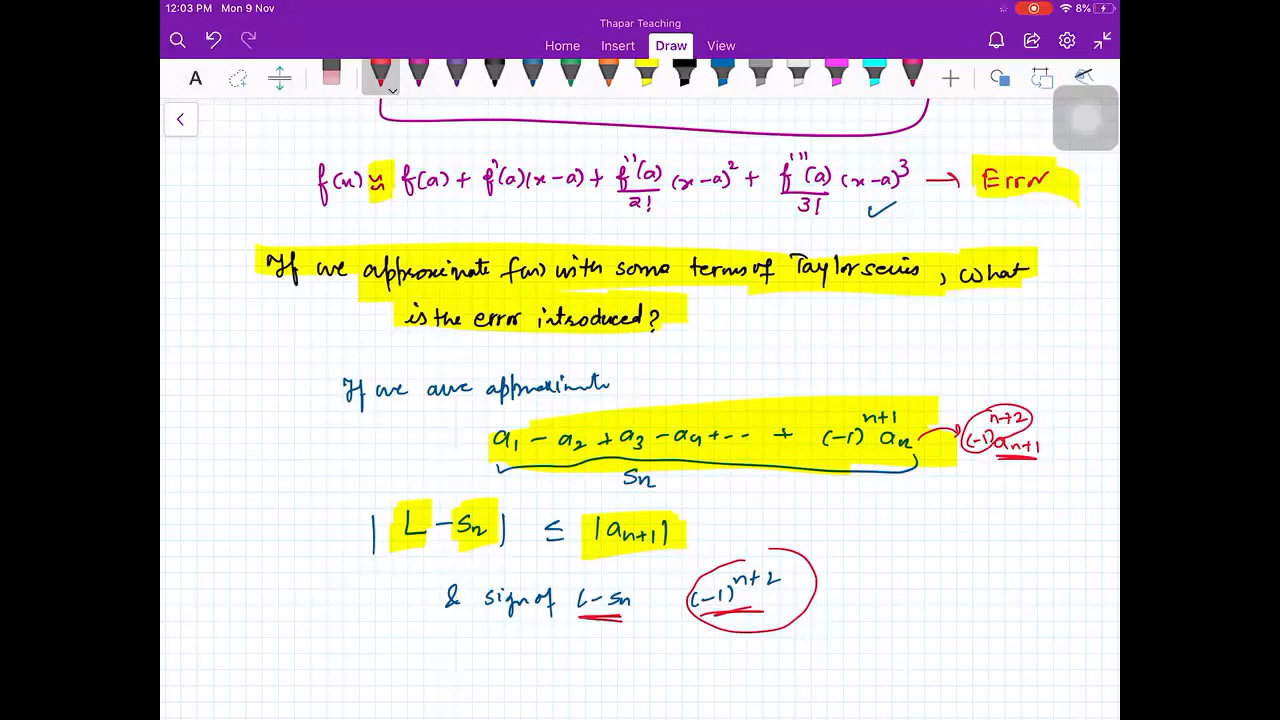 12:03 PM Mon 9 Nov
8%
Thapar Teaching
Home Insert Draw View
A
f(x) ≈ f(a) + f'(a)(x-a) + f''(a)/2! (x-a)² + f'''(a)/3! (x-a)³ → Error
If we approximate f(x) with some terms of Taylor series, what
is the error introduced?
If we are approximate
a₁ - a₂ + a₃ - a₄ + -- + (-1)ⁿ⁺¹ aₙ → (-1)ⁿ⁺² aₙ₊₁
Sₙ
| L - Sₙ | ≤ |aₙ₊₁|
& sign of L-Sₙ (-1)ⁿ⁺²